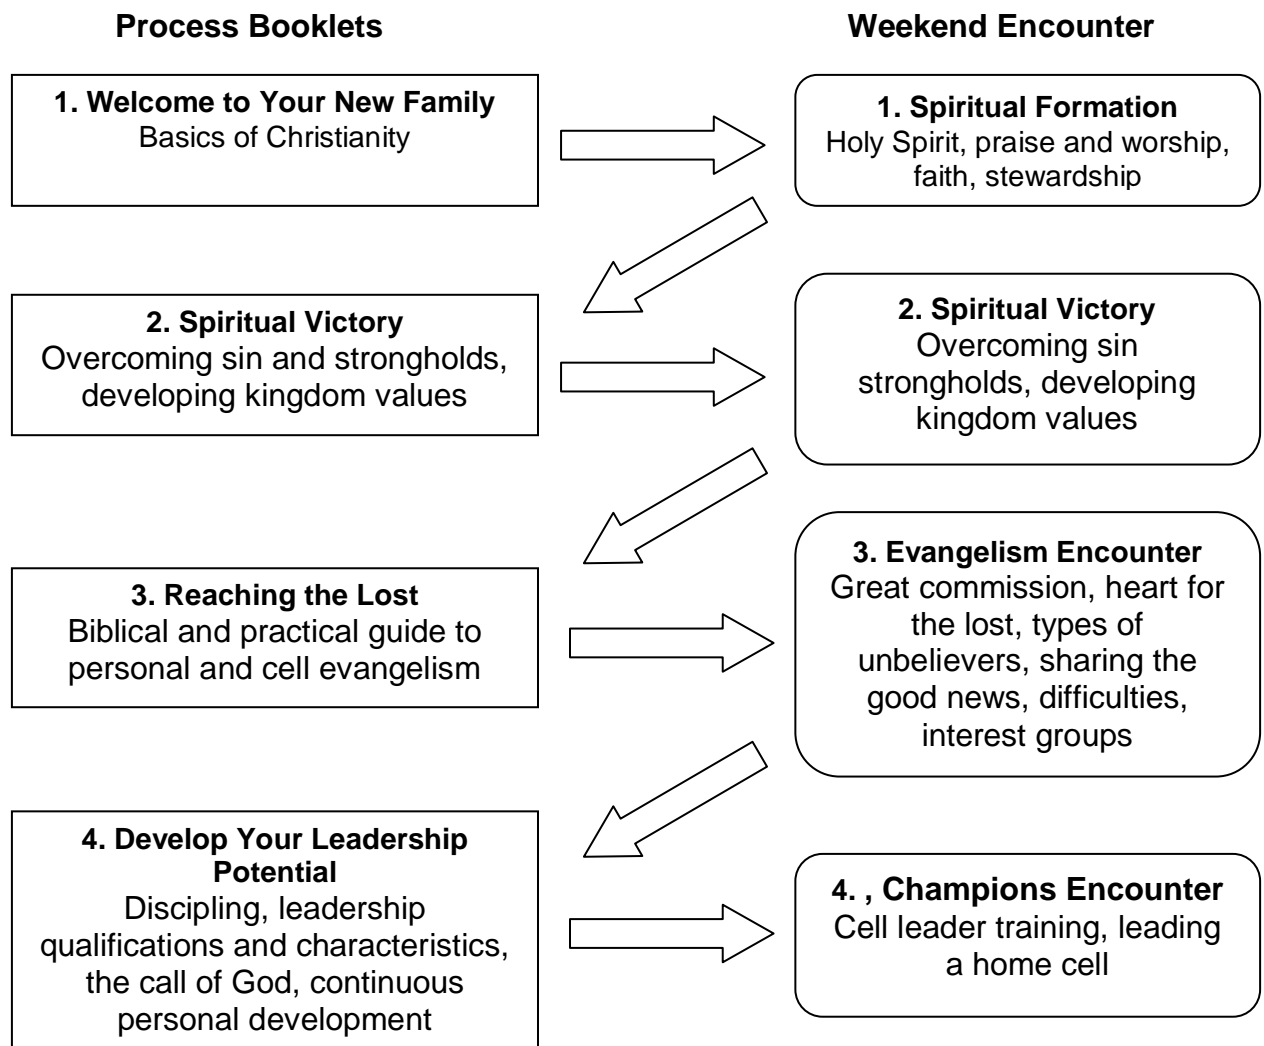 Process Booklets
Weekend Encounter
1. Welcome to Your New Family
Basics of Christianity
1. Spiritual Formation
Holy Spirit, praise and worship,
faith, stewardship
2. Spiritual Victory
Overcoming sin and strongholds,
developing kingdom values
2. Spiritual Victory
Overcoming sin
strongholds, developing
kingdom values
3. Reaching the Lost
Biblical and practical guide to
personal and cell evangelism
3. Evangelism Encounter
Great commission, heart for
the lost, types of
unbelievers, sharing the
good news, difficulties,
interest groups
4. Develop Your Leadership
Potential
Discipling, leadership
qualifications and characteristics,
the call of God, continuous
personal development
4. , Champions Encounter
Cell leader training, leading
a home cell